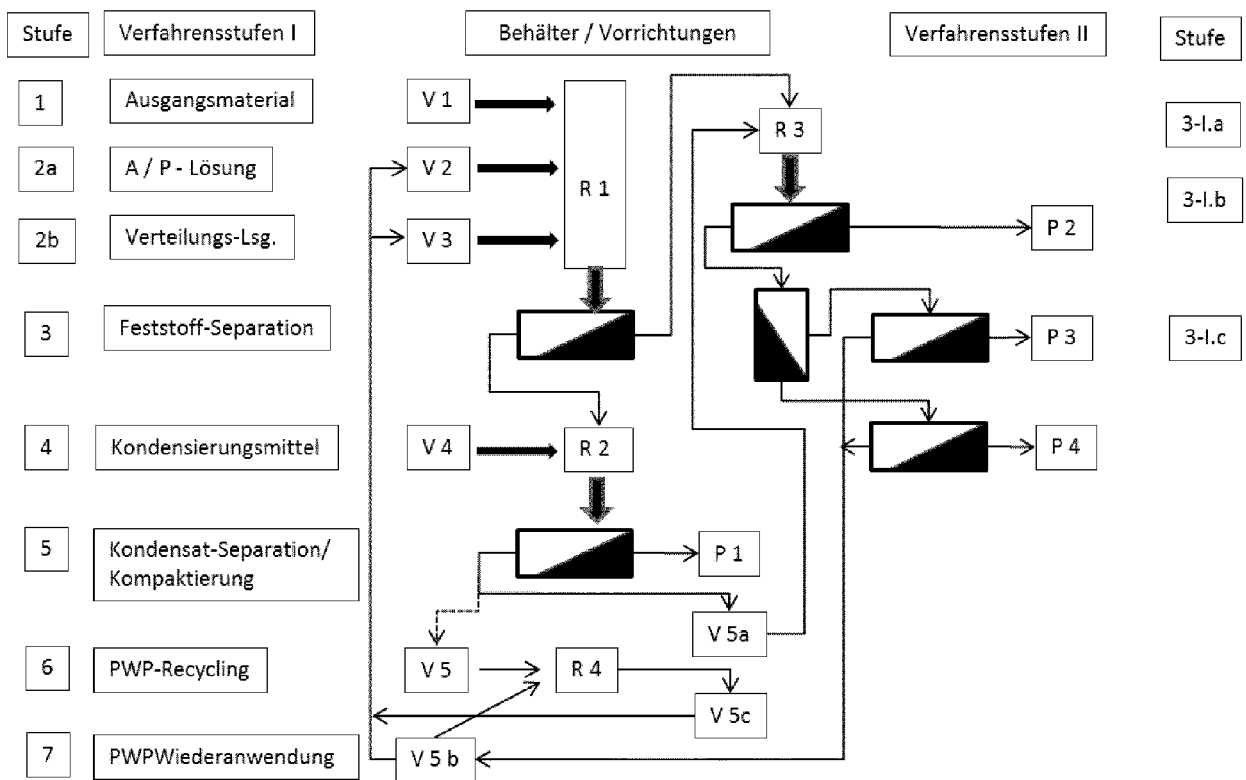 Stufe
Verfahrensstufen I
Behälter / Vorrichtungen
Verfahrensstufen II
Stufe
1
Ausgangsmaterial
V 1
R 1
R 3
3-I.a
2a
A / P - Lösung
V 2
3-I.b
2b
Verteilungs-Lsg.
V 3
P 2
3
Feststoff-Separation
P 3
3-I.c
4
Kondensierungsmittel
V 4
R 2
P 4
5
Kondensat-Separation/
Kompaktierung
P 1
V 5a
6
PWP-Recycling
V 5
R 4
V 5c
7
PWPWiederanwendung
V 5 b